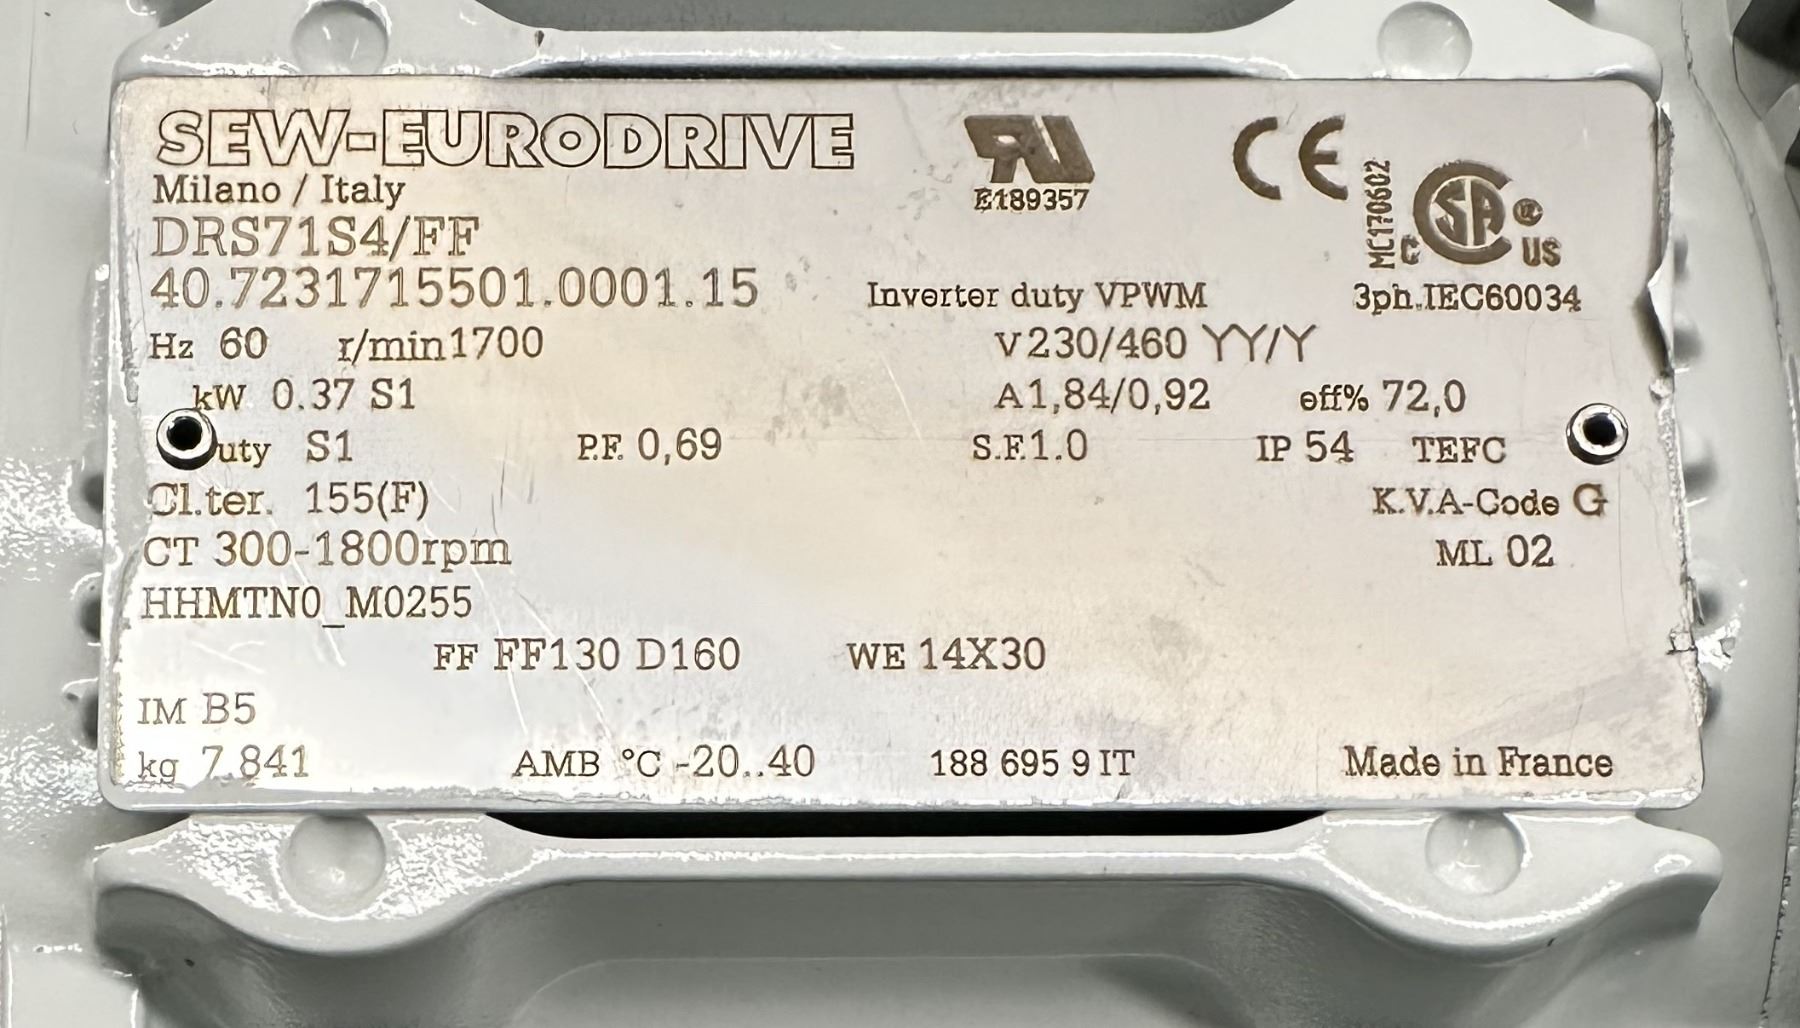 SEW-EURODRIVE
Milano / Italy
E189357
CE
MC170602
C SA US
DRS71S4/FF
40.7231715501.0001.15
Inverter duty VPWM
3ph.IEC60034
Hz 60 r/min1700 V230/460 YY/Y
kW 0.37 S1 A1,84/0,92 eff% 72,0
uty S1 P.F. 0,69 S.F.1.0 IP 54 TEFC
Cl.ter. 155(F) K.V.A-Code G
CT 300-1800rpm ML 02
HHMTN0_M0255
FF FF130 D160 WE 14X30
IM B5
kg 7.841 AMB °C -20..40 188 695 9 IT Made in France